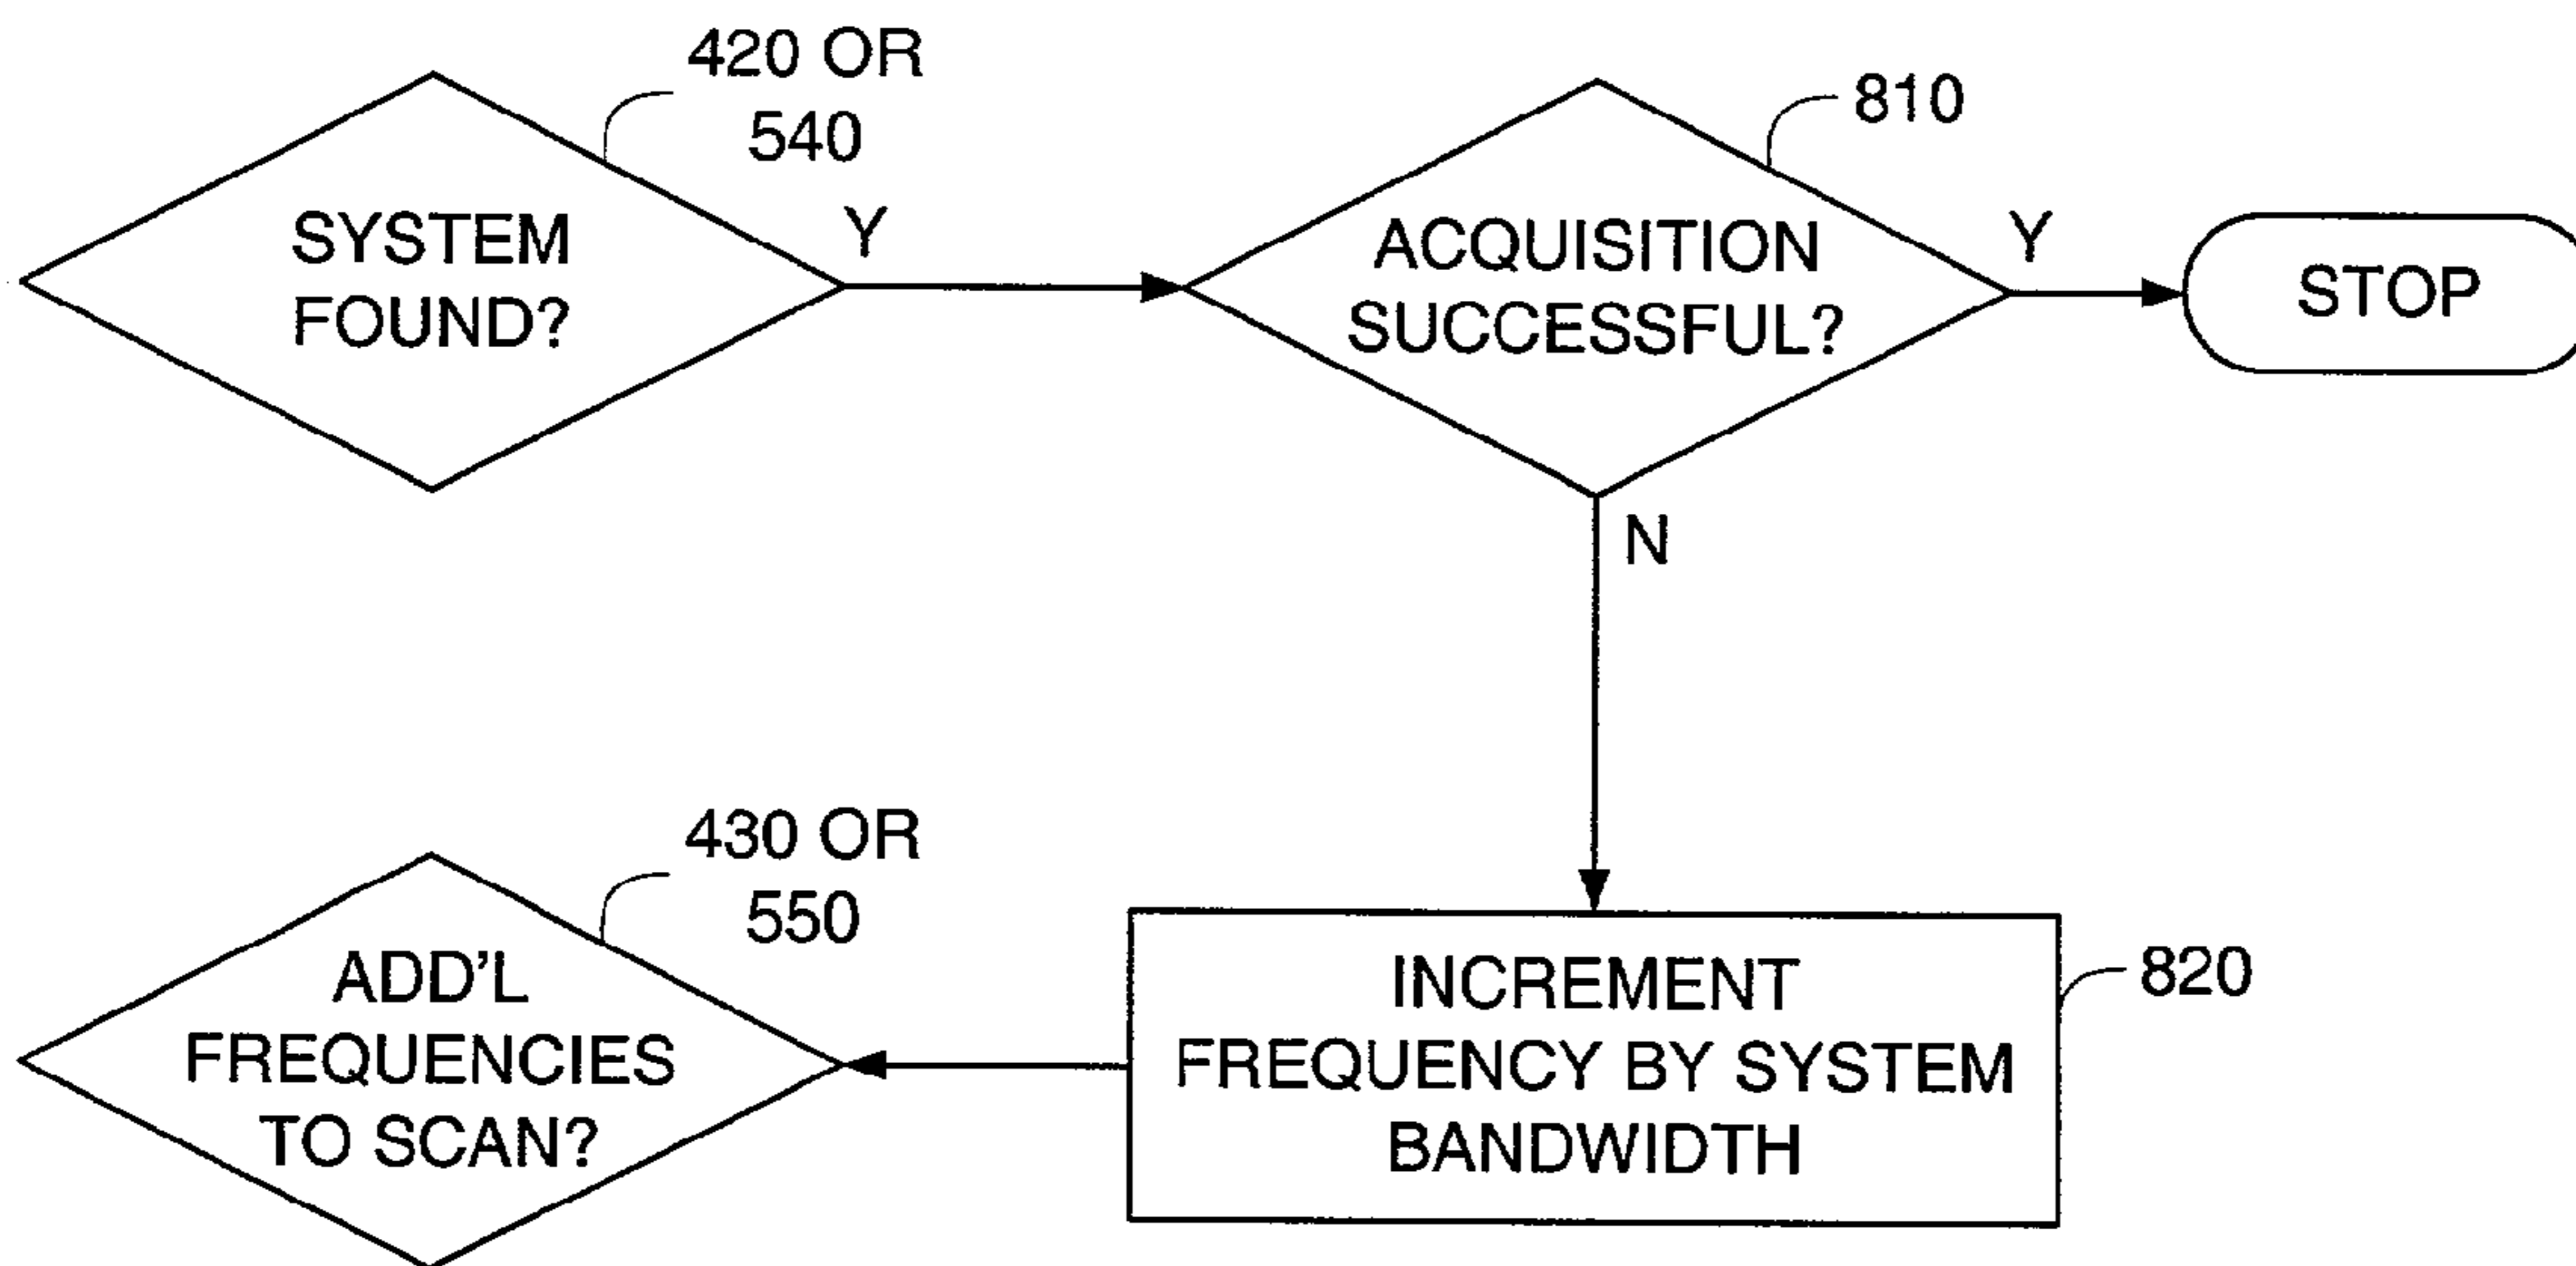 420 OR
540
SYSTEM
FOUND?
Y
810
ACQUISITION
SUCCESSFUL?
Y
STOP
N
430 OR
550
ADD'L
FREQUENCIES
TO SCAN?
INCREMENT
FREQUENCY BY SYSTEM
BANDWIDTH
820